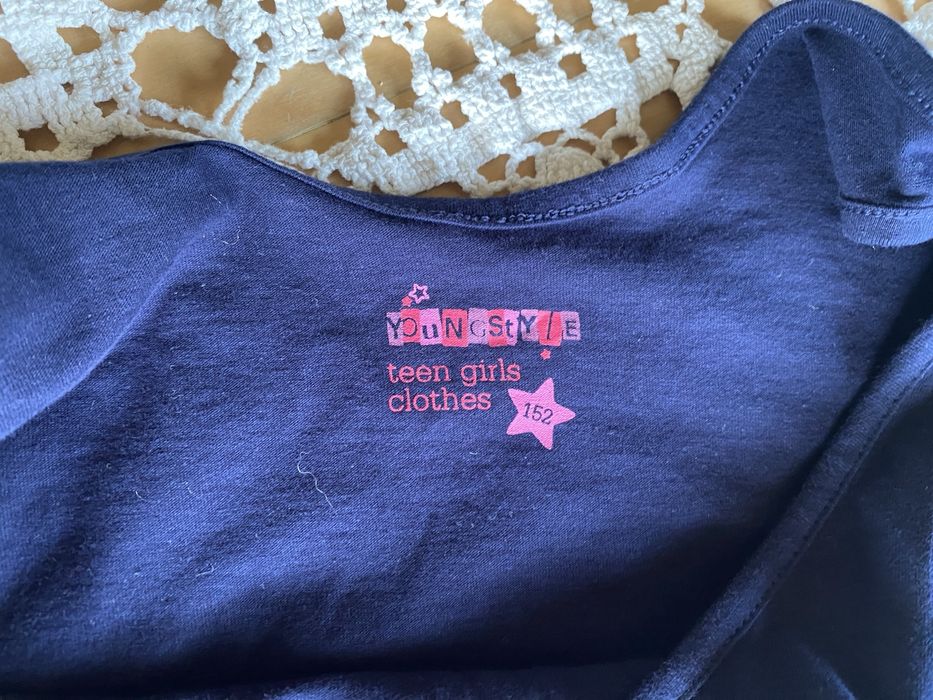 YOuNGStYLE
teen girls
clothes
152